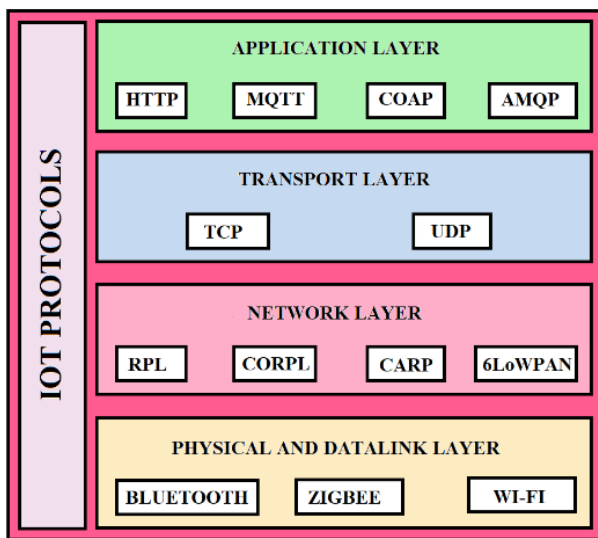 IOT PROTOCOLS
APPLICATION LAYER
HTTP MQTT COAP AMQP
TRANSPORT LAYER
TCP UDP
NETWORK LAYER
RPL CORPL CARP 6LoWPAN
PHYSICAL AND DATALINK LAYER
BLUETOOTH ZIGBEE WI-FI